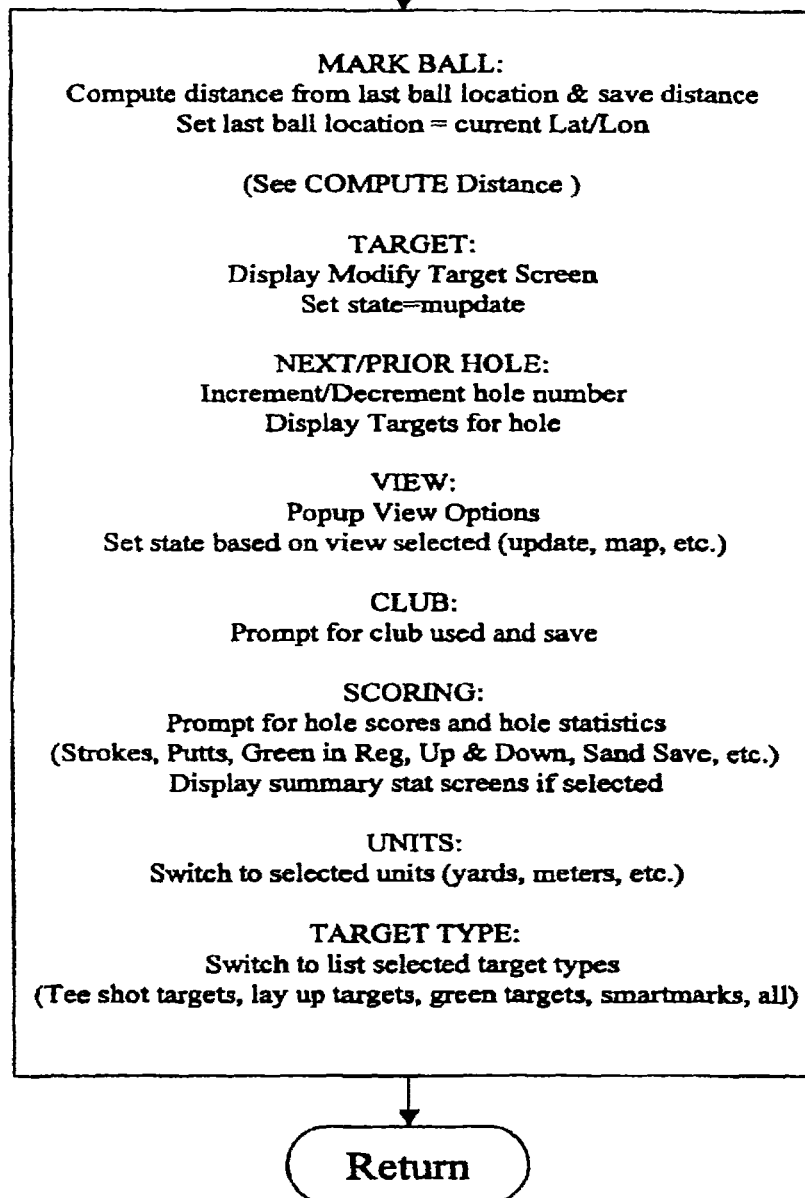 MARK BALL:
Compute distance from last ball location & save distance
Set last ball location = current Lat/Lon
(See COMPUTE Distance )
TARGET:
Display Modify Target Screen
Set state=mupdate
NEXT/PRIOR HOLE:
Increment/Decrement hole number
Display Targets for hole
VIEW:
Popup View Options
Set state based on view selected (update, map, etc.)
CLUB:
Prompt for club used and save
SCORING:
Prompt for hole scores and hole statistics
(Strokes, Putts, Green in Reg, Up & Down, Sand Save, etc.)
Display summary stat screens if selected
UNITS:
Switch to selected units (yards, meters, etc.)
TARGET TYPE:
Switch to list selected target types
(Tee shot targets, lay up targets, green targets, smartmarks, all)
Return